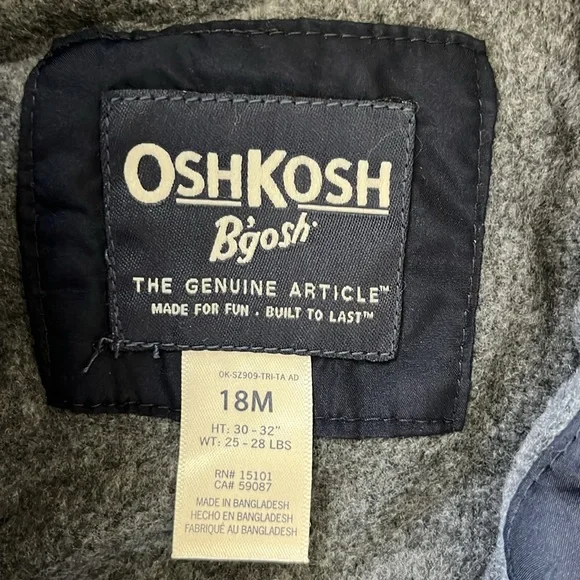 OSHKOSH
B'gosh
THE GENUINE ARTICLE™
MADE FOR FUN · BUILT TO LAST™
OK-SZ909-TRI-TA AD
18M
HT: 30 - 32"
WT: 25 - 28 LBS
RN# 15101
CA# 59087
MADE IN BANGLADESH
HECHO EN BANGLADESH
FABRIQUÉ AU BANGLADESH